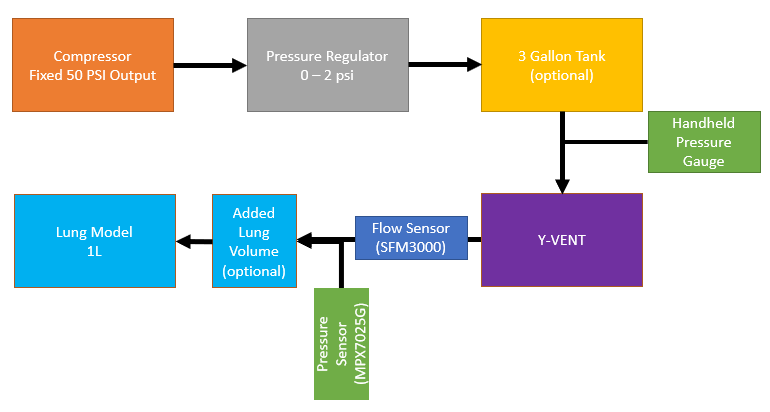 Compressor
Fixed 50 PSI Output
Pressure Regulator
0 – 2 psi
3 Gallon Tank
(optional)
Handheld
Pressure
Gauge
Lung Model
1L
Added
Lung
Volume
(optional)
Flow Sensor
(SFM3000)
Y-VENT
Pressure
Sensor
(MPX7025G)